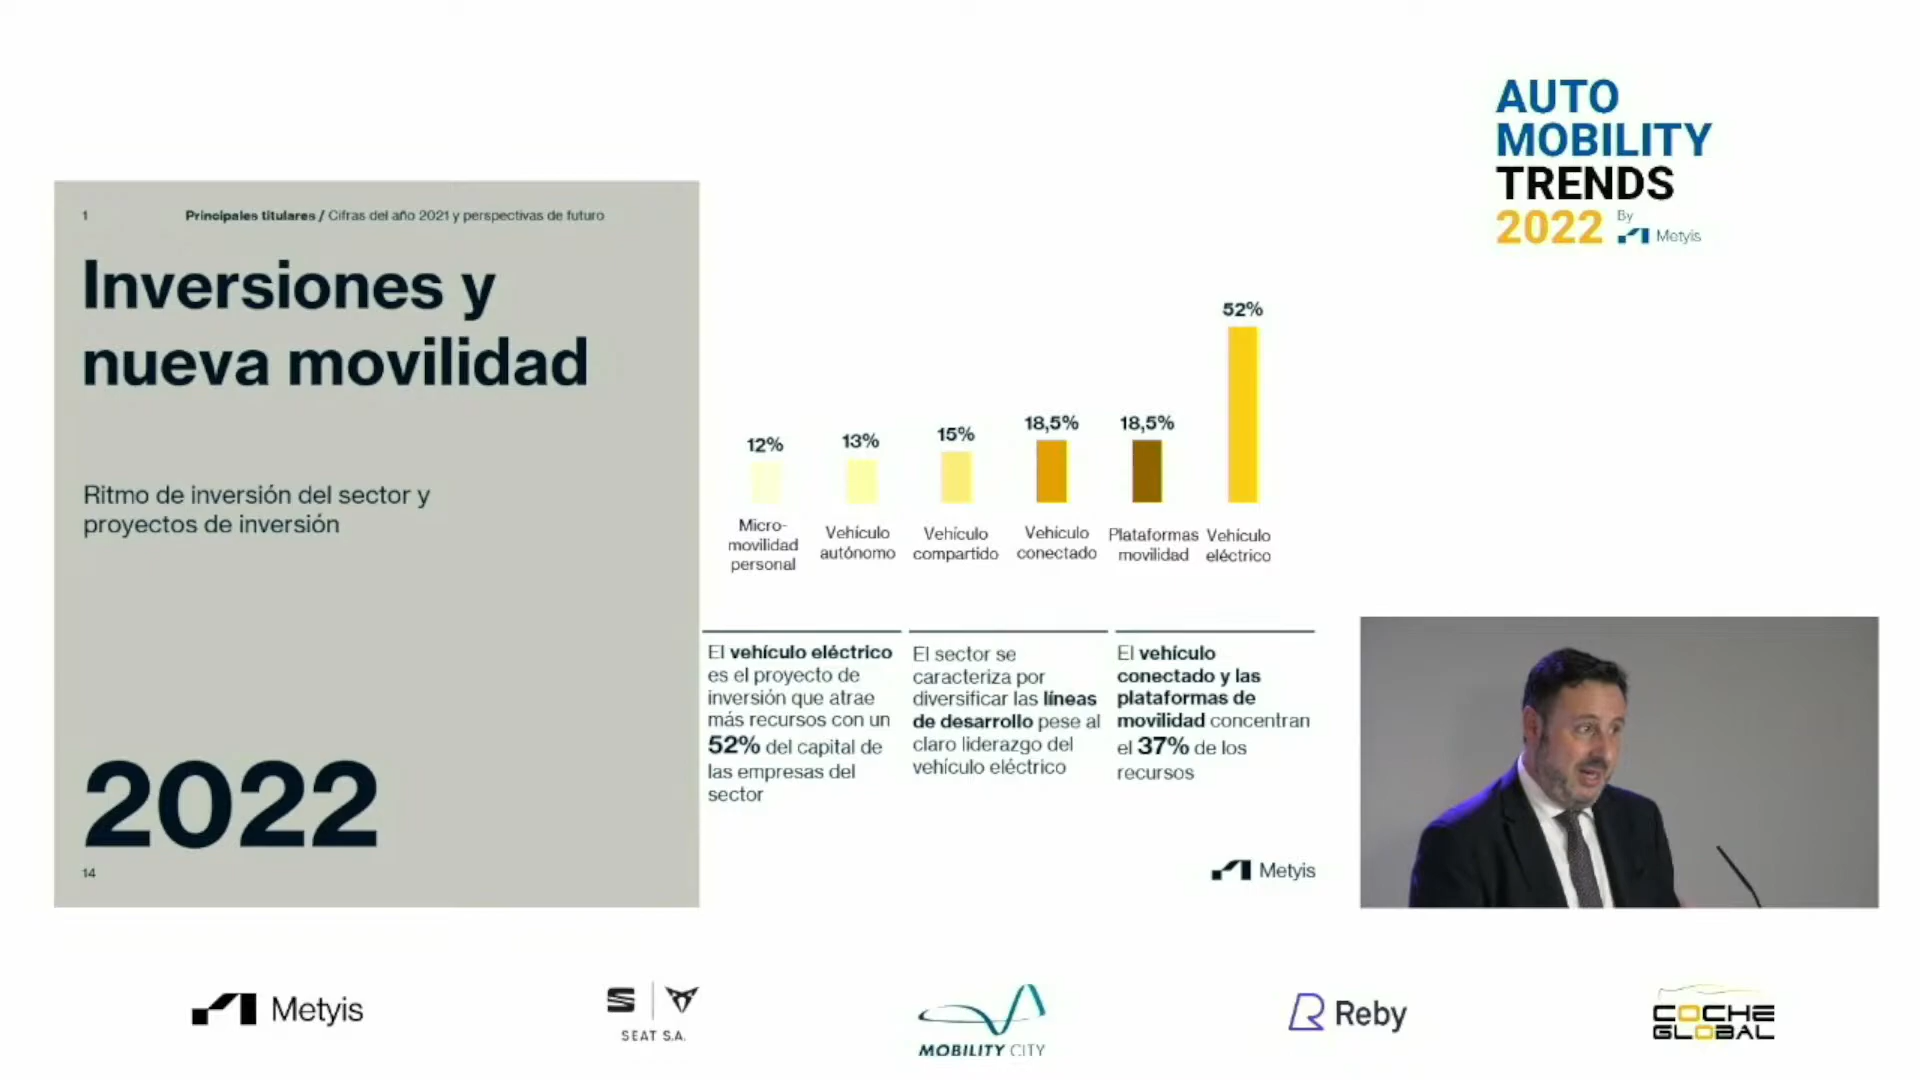 AUTO
MOBILITY
TRENDS
2022 By
Metyis
1
Principales titulares / Cifras del año 2021 y perspectivas de futuro
Inversiones y
nueva movilidad
Ritmo de inversión del sector y
proyectos de inversión
2022
14
12%
13%
15%
18,5%
18,5%
52%
Micro-
movilidad
personal
Vehículo
autónomo
Vehículo
compartido
Vehículo
conectado
Plataformas
movilidad
Vehículo
eléctrico
El vehículo eléctrico
es el proyecto de
inversión que atrae
más recursos con un
52% del capital de
las empresas del
sector
El sector se
caracteriza por
diversificar las líneas
de desarrollo pese al
claro liderazgo del
vehículo eléctrico
El vehículo
conectado y las
plataformas de
movilidad concentran
el 37% de los
recursos
Metyis
Metyis
SEAT S.A.
MOBILITY CITY
Reby
COCHE
GLOBAL